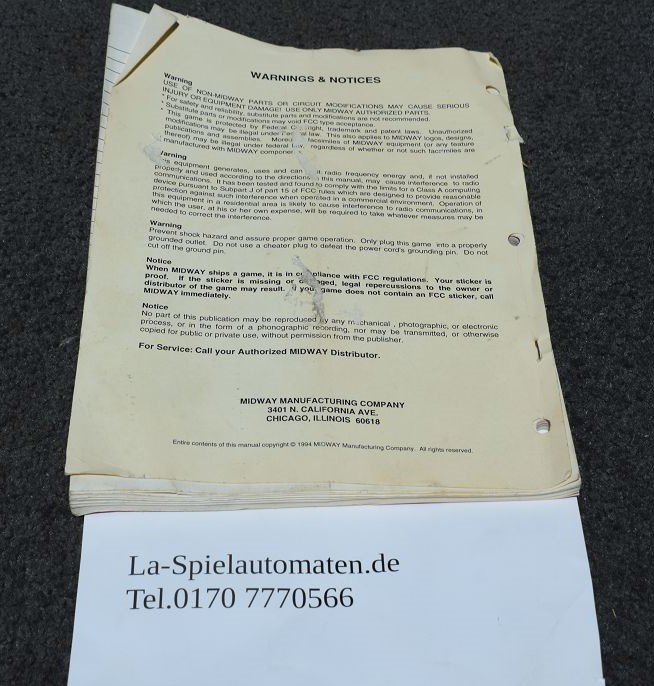 WARNINGS & NOTICES
Warning
USE OF NON-MIDWAY PARTS OR CIRCUIT MODIFICATIONS MAY CAUSE SERIOUS
INJURY OR EQUIPMENT DAMAGE! USE ONLY MIDWAY AUTHORIZED PARTS.
* For safety and reliability, substitute parts and modifications are not recommended.
* Substitute parts or modifications may void FCC type acceptance.
* This game is protected by Federal trademark and patent laws. Unauthorized
modifications may be illegal under law. This also applies to MIDWAY logos, designs,
publications and assemblies. facsimiles of MIDWAY equipment (or any feature
thereof) may be illegal under federal law, regardless of whether or not such facsimiles are
manufactured with MIDWAY
Warning
equipment generates, uses and can radio frequency energy and, if not installed
properly and used according to the directions this manual, may cause interference to radio
communications. It has been tested and found to comply with the limits for a Class A computing
device pursuant to Subpart J of part 15 of FCC rules which are designed to provide reasonable
protection against such interference when operated in a commercial environment. Operation of
this equipment in a residential area is likely to cause interference to radio communications, in
which the user, at his or her own expense, will be required to take whatever measures may be
needed to correct the interference.
Warning
Prevent shock hazard and assure proper game operation. Only plug this game into a properly
grounded outlet. Do not use a cheater plug to defeat the power cord's grounding pin. Do not
cut off the ground pin.
Notice
When MIDWAY ships a game, it is in with FCC regulations. Your sticker is
proof. If the sticker is missing or legal repercussions to the owner or
distributor of the game may result. If your game does not contain an FCC sticker, call
MIDWAY immediately.
Notice
No part of this publication may be reproduced by any mechanical , photographic, or electronic
process, or in the form of a phonographic recording, nor may be transmitted, or otherwise
copied for public or private use, without permission from the publisher.
For Service: Call your Authorized MIDWAY Distributor.
MIDWAY MANUFACTURING COMPANY
3401 N. CALIFORNIA AVE.
CHICAGO, ILLINOIS 60618
Entire contents of this manual copyright © 1994 MIDWAY Manufacturing Company. All rights reserved.
La-Spielautomaten.de
Tel.0170 7770566